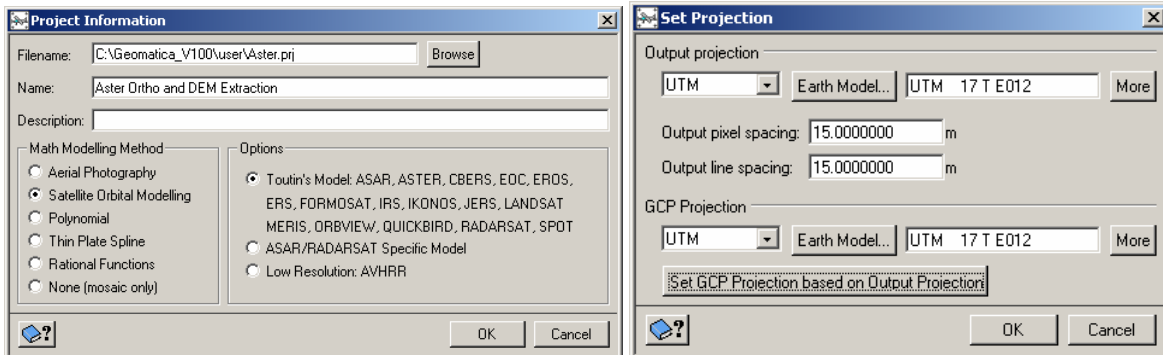 Project Information
Filename: C:\Geomatica_V100\user\Aster.prj Browse
Name: Aster Ortho and DEM Extraction
Description:
Math Modelling Method
Aerial Photography
Satellite Orbital Modelling
Polynomial
Thin Plate Spline
Rational Functions
None (mosaic only)
Options
Toutin's Model: ASAR, ASTER, CBERS, EOC, EROS,
ERS, FORMOSAT, IRS, IKONOS, JERS, LANDSAT
MERIS, ORBVIEW, QUICKBIRD, RADARSAT, SPOT
ASAR/RADARSAT Specific Model
Low Resolution: AVHRR
OK Cancel
Set Projection
Output projection
UTM Earth Model... UTM 17 T E012 More
Output pixel spacing: 15.0000000 m
Output line spacing: 15.0000000 m
GCP Projection
UTM Earth Model... UTM 17 T E012 More
Set GCP Projection based on Output Projection
OK Cancel